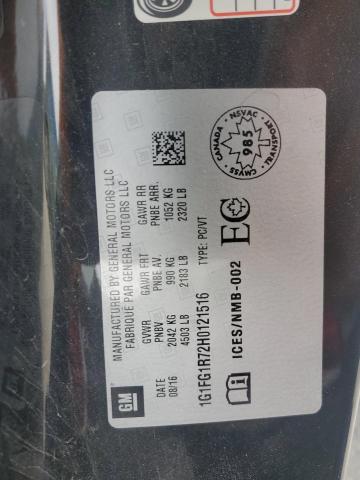 MANUFACTURED BY GENERAL MOTORS LLC
FABRIQUE PAR GENERAL MOTORS LLC
GVWR GAWR FRT GAWR RR
PNBV PNBE AV. PNBE ARR.
2042 KG 990 KG 1052 KG
4503 LB 2183 LB 2320 LB
GM
DATE
08/16
1G1FG1R72H0121516 TYPE: PC/VT
ICES/NMB-002
CANADA · NSVAC · TRANSPORT · CMVSS
985